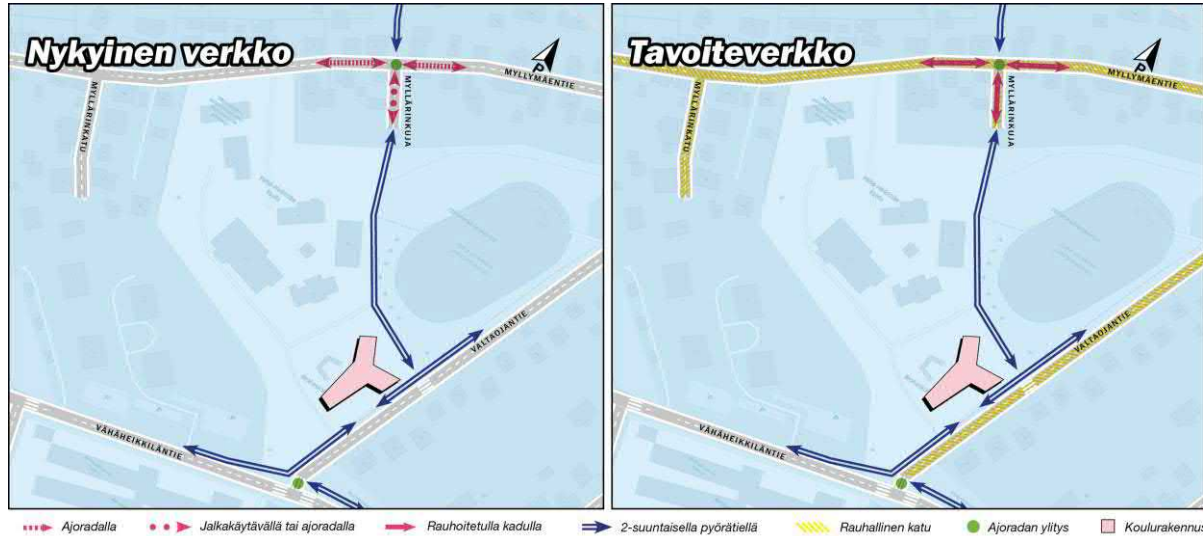 Nykyinen verkko
P
MYLLYMÄENTIE
MYLLÄRINKATU
MYLLÄRINKUJA
VALTAOJANTIE
VÄHÄHEIKKILÄNTIE
Tavoiteverkko
P
MYLLYMÄENTIE
MYLLÄRINKATU
MYLLÄRINKUJA
VALTAOJANTIE
VÄHÄHEIKKILÄNTIE
Ajoradalla
Jalkakäytävällä tai ajoradalla
Rauhoitetulla kadulla
2-suuntaisella pyörätiellä
Rauhallinen katu
Ajoradan ylitys
Koulurakennus